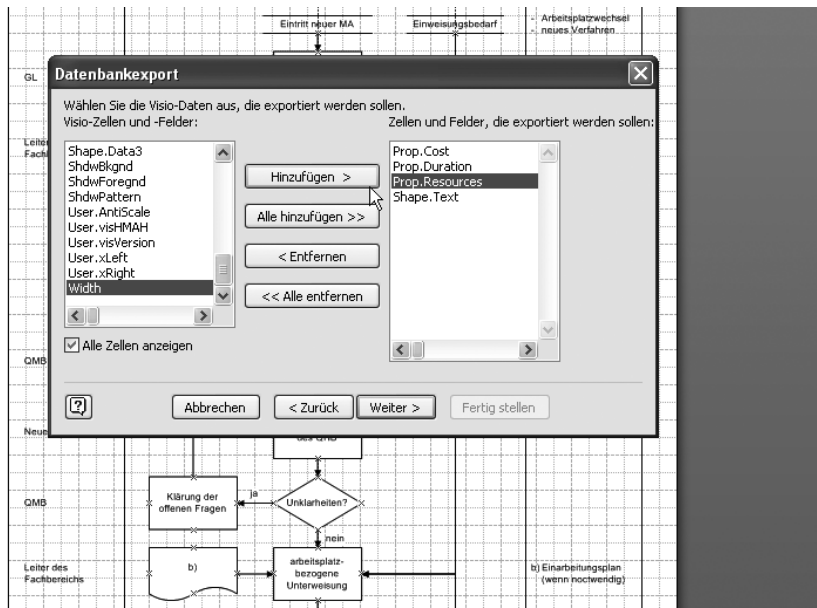 Eintritt neuer MA
Einweisungsbedarf
- Arbeitsplatzwechsel
- neues Verfahren
GL
Datenbankexport
Wählen Sie die Visio-Daten aus, die exportiert werden sollen.
Visio-Zellen und -Felder:
Zellen und Felder, die exportiert werden sollen:
Leiter
Shape.Data3
ShdwBkgnd
ShdwForegnd
ShdwPattern
User.AntiScale
User.visHMAH
User.visVersion
User.xLeft
User.xRight
Width
Hinzufügen >
Alle hinzufügen >>
< Entfernen
<< Alle entfernen
Prop.Cost
Prop.Duration
Prop.Resources
Shape.Text
Alle Zellen anzeigen
QMB
Abbrechen
< Zurück
Weiter >
Fertig stellen
Neue
des QHB
QMB
Klärung der
offenen Fragen
ja
Unklarheiten?
nein
Leiter des
Fachbereichs
b)
arbeitsplatz-
bezogene
Unterweisung
b) Einarbeitungsplan
(wenn noctwendig)